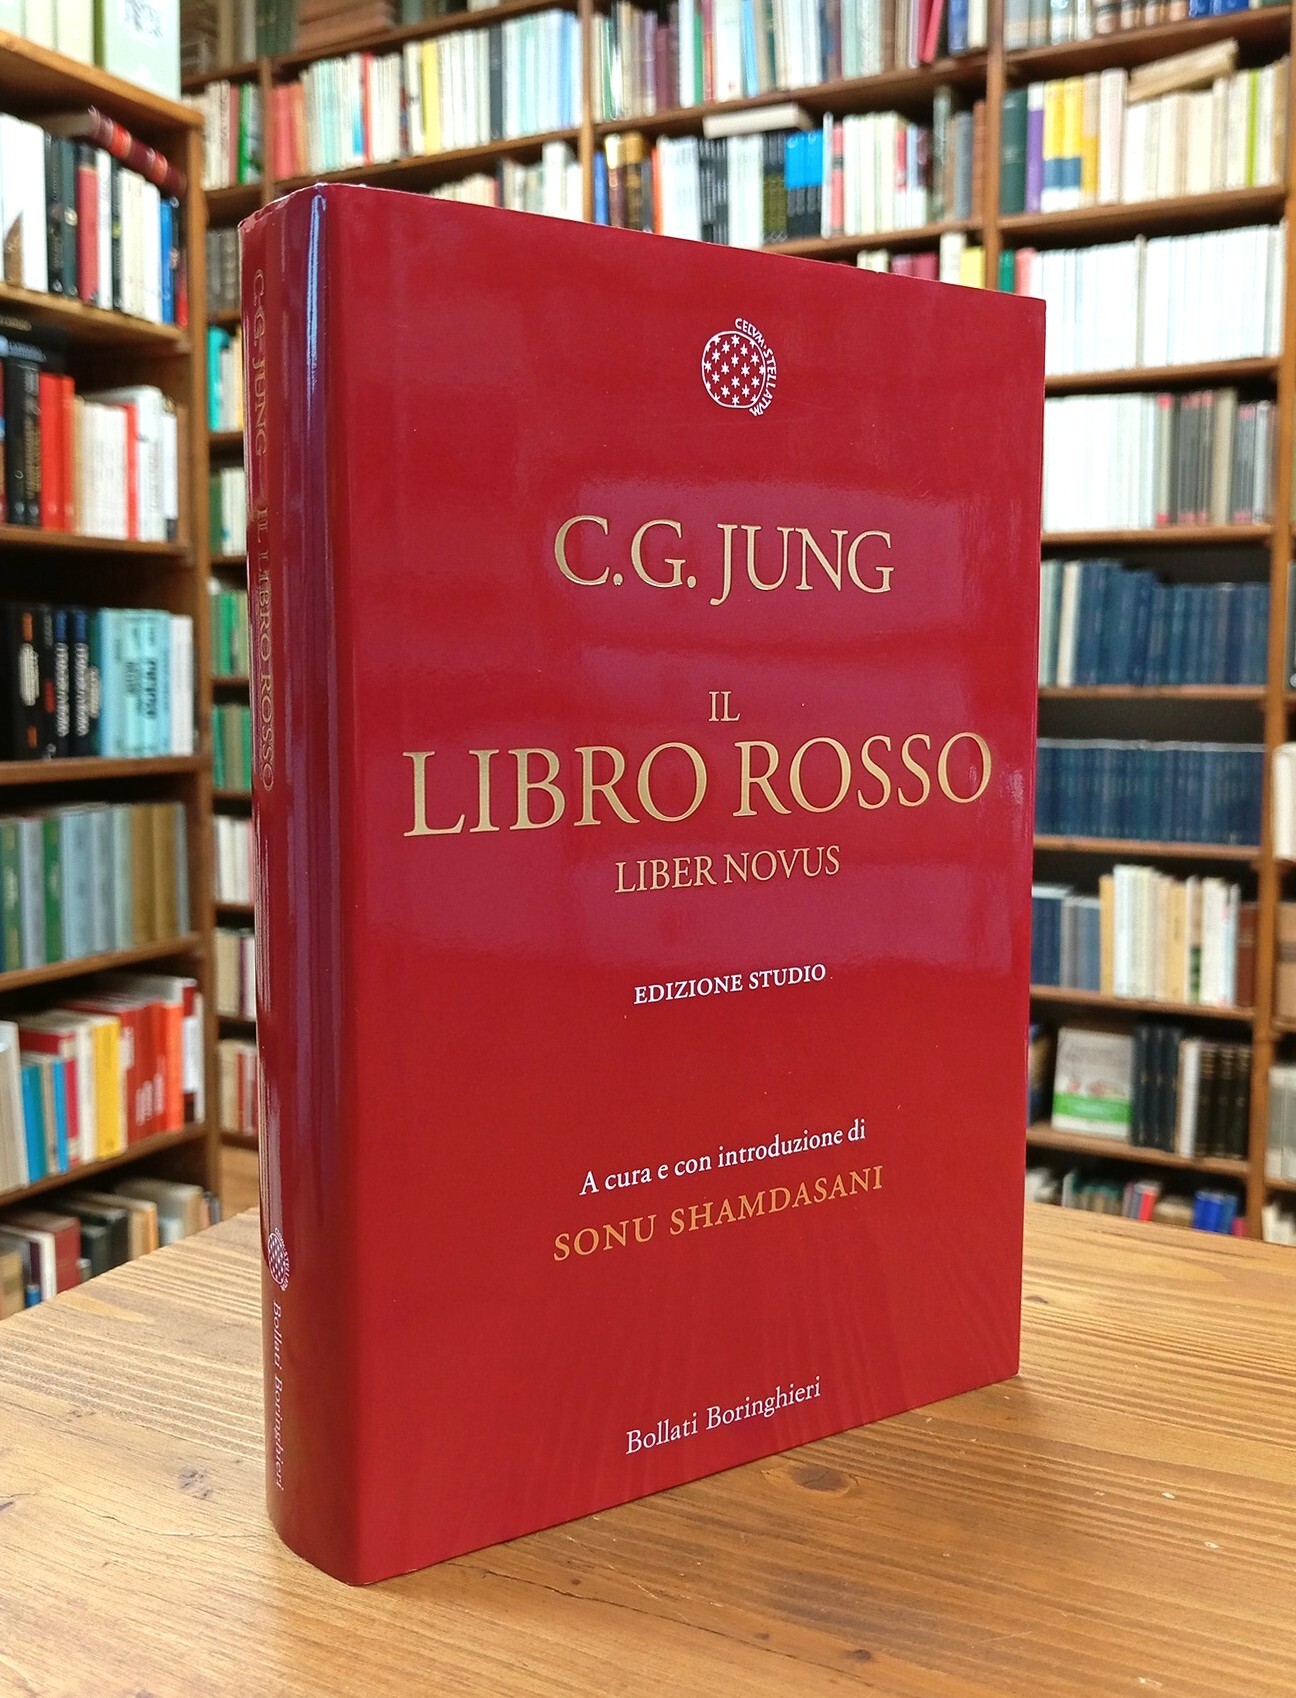 CELVM·STELLATVM
C.G. JUNG
IL
LIBRO ROSSO
LIBER NOVUS
EDIZIONE STUDIO
A cura e con introduzione di
SONU SHAMDASANI
Bollati Boringhieri
C.G. JUNG IL LIBRO ROSSO
Bollati Boringhieri